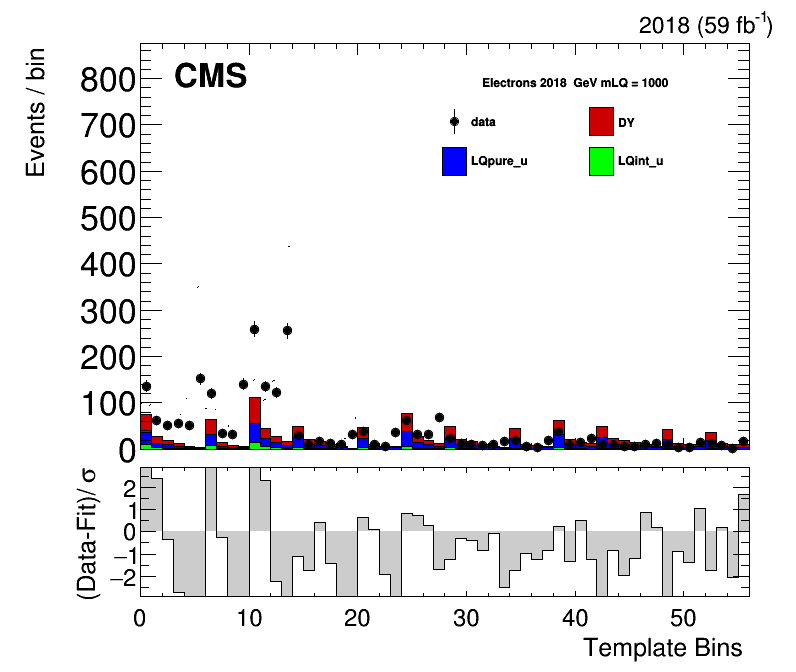 2018 (59 fb-1)
Events / bin
CMS
Electrons 2018 GeV mLQ = 1000
data
DY
LQpure_u
LQint_u
800
700
600
500
400
300
200
100
0
(Data-Fit)/ σ
2
1
0
−1
−2
0 10 20 30 40 50
Template Bins